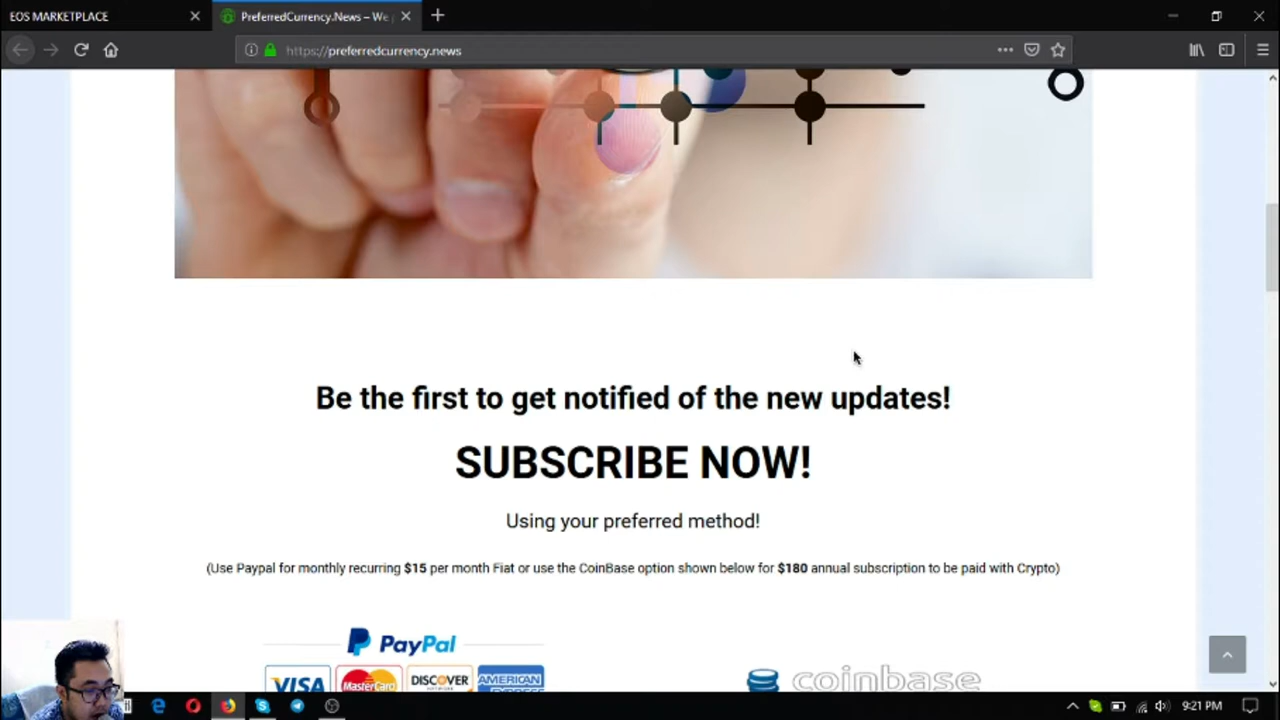 EOS MARKETPLACE
PreferredCurrency.News – We
https://preferredcurrency.news
Be the first to get notified of the new updates!
SUBSCRIBE NOW!
Using your preferred method!
(Use Paypal for monthly recurring $15 per month Fiat or use the CoinBase option shown below for $180 annual subscription to be paid with Crypto)
PayPal
VISA MasterCard DISCOVER AMERICAN
coinbase
9:21 PM